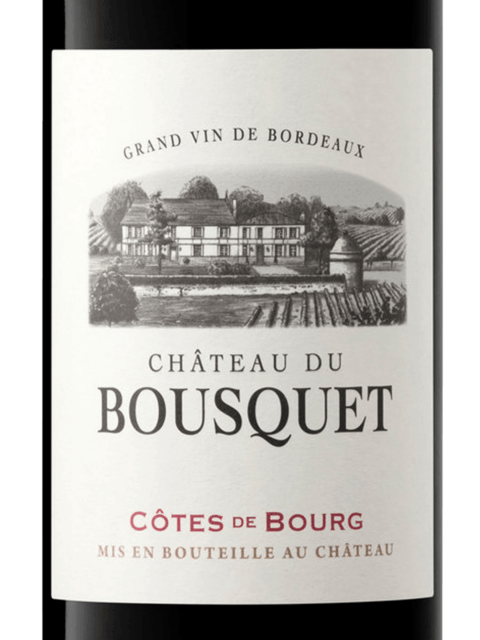 GRAND VIN DE BORDEAUX
CHÂTEAU DU
BOUSQUET
CÔTES DE BOURG
MIS EN BOUTEILLE AU CHÂTEAU